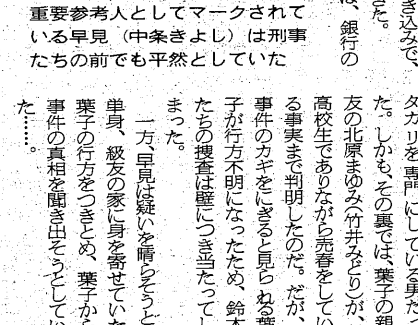 重要参考人としてマークされて
いる早見（中条きよし）は刑事
たちの前でも平然としていた
き込みで、
きた。
は、銀行の
タカリを専門にしている男だっ
た。しかも、その裏では、葉子の親
友の北原まゆみ（竹井みどり）が、
高校生でありながら売春をしてい
る事実まで判明したのだ。だが、
事件のカギをにぎると見られる葉
子が行方不明になったため、鈴木
たちの捜査は壁につき当たってし
まった。
一方、早見は疑いを晴らそうと
単身、級友の家に身を寄せていた
葉子の行方をつきとめ、葉子から
事件の真相を聞き出そうとしてい
た……。